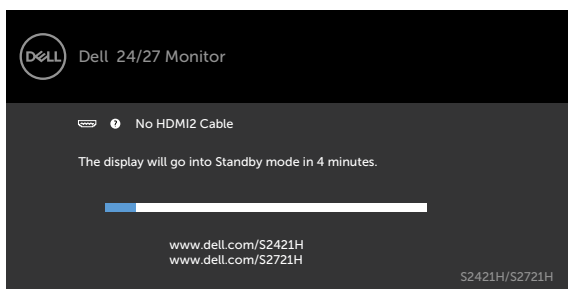 DELL
Dell 24/27 Monitor
? No HDMI2 Cable
The display will go into Standby mode in 4 minutes.
www.dell.com/S2421H
www.dell.com/S2721H
S2421H/S2721H